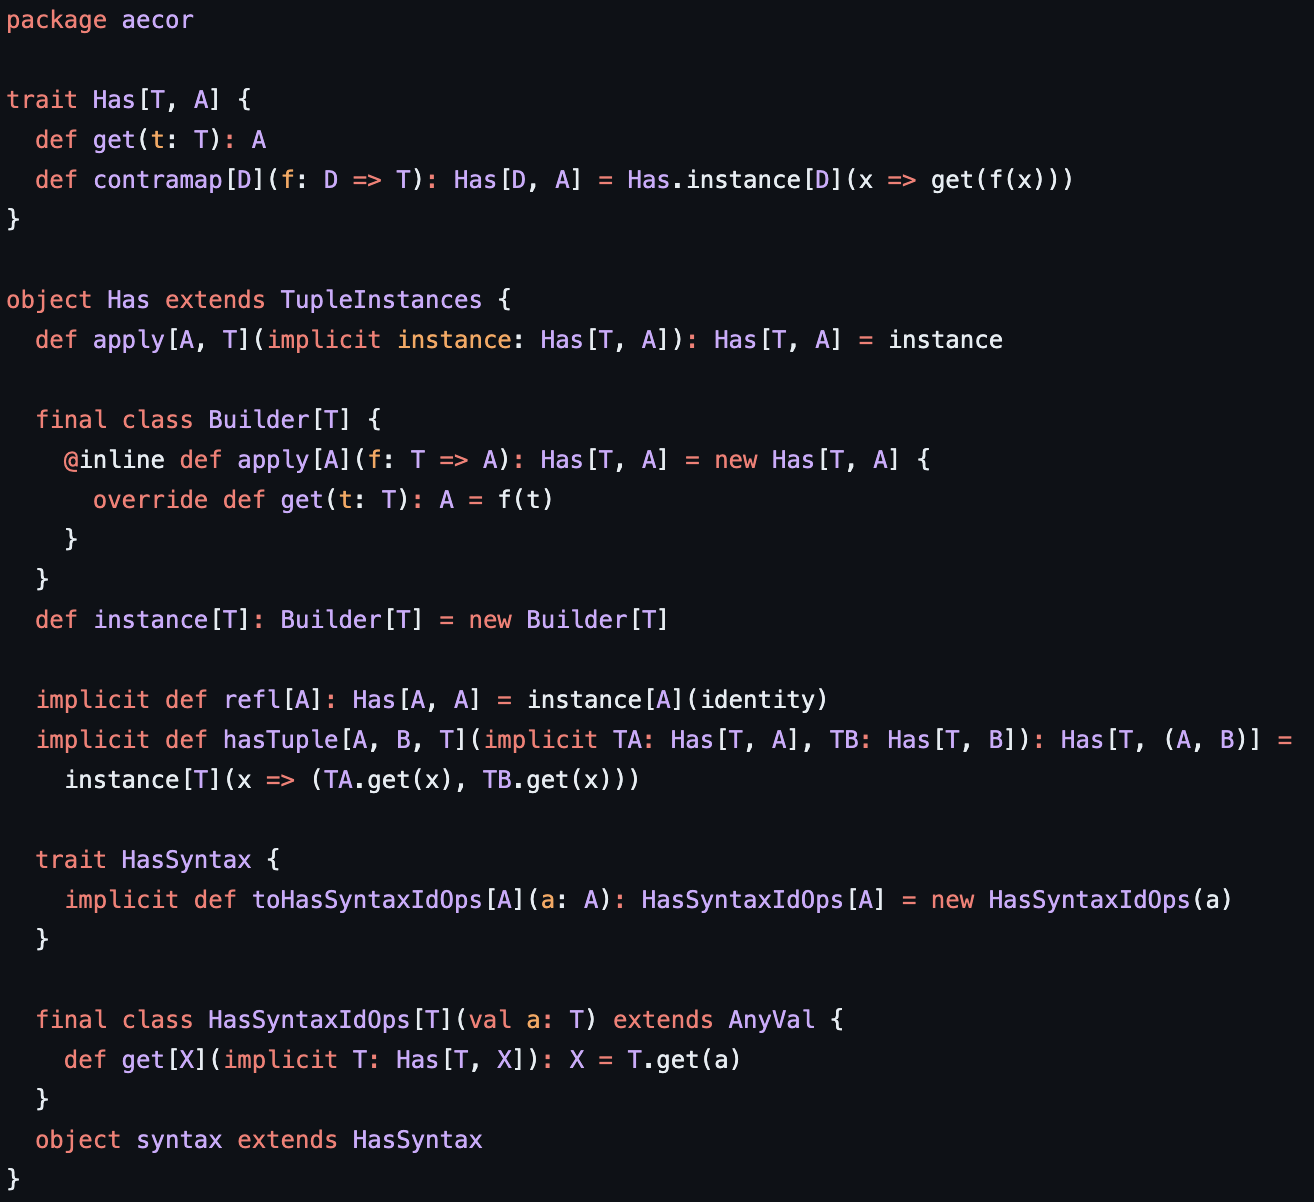 package aecor

trait Has[T, A] {
  def get(t: T): A
  def contramap[D](f: D => T): Has[D, A] = Has.instance[D](x => get(f(x)))
}

object Has extends TupleInstances {
  def apply[A, T](implicit instance: Has[T, A]): Has[T, A] = instance

  final class Builder[T] {
    @inline def apply[A](f: T => A): Has[T, A] = new Has[T, A] {
      override def get(t: T): A = f(t)
    }
  }
  def instance[T]: Builder[T] = new Builder[T]

  implicit def refl[A]: Has[A, A] = instance[A](identity)
  implicit def hasTuple[A, B, T](implicit TA: Has[T, A], TB: Has[T, B]): Has[T, (A, B)] =
    instance[T](x => (TA.get(x), TB.get(x)))

  trait HasSyntax {
    implicit def toHasSyntaxIdOps[A](a: A): HasSyntaxIdOps[A] = new HasSyntaxIdOps(a)
  }

  final class HasSyntaxIdOps[T](val a: T) extends AnyVal {
    def get[X](implicit T: Has[T, X]): X = T.get(a)
  }
  object syntax extends HasSyntax
}